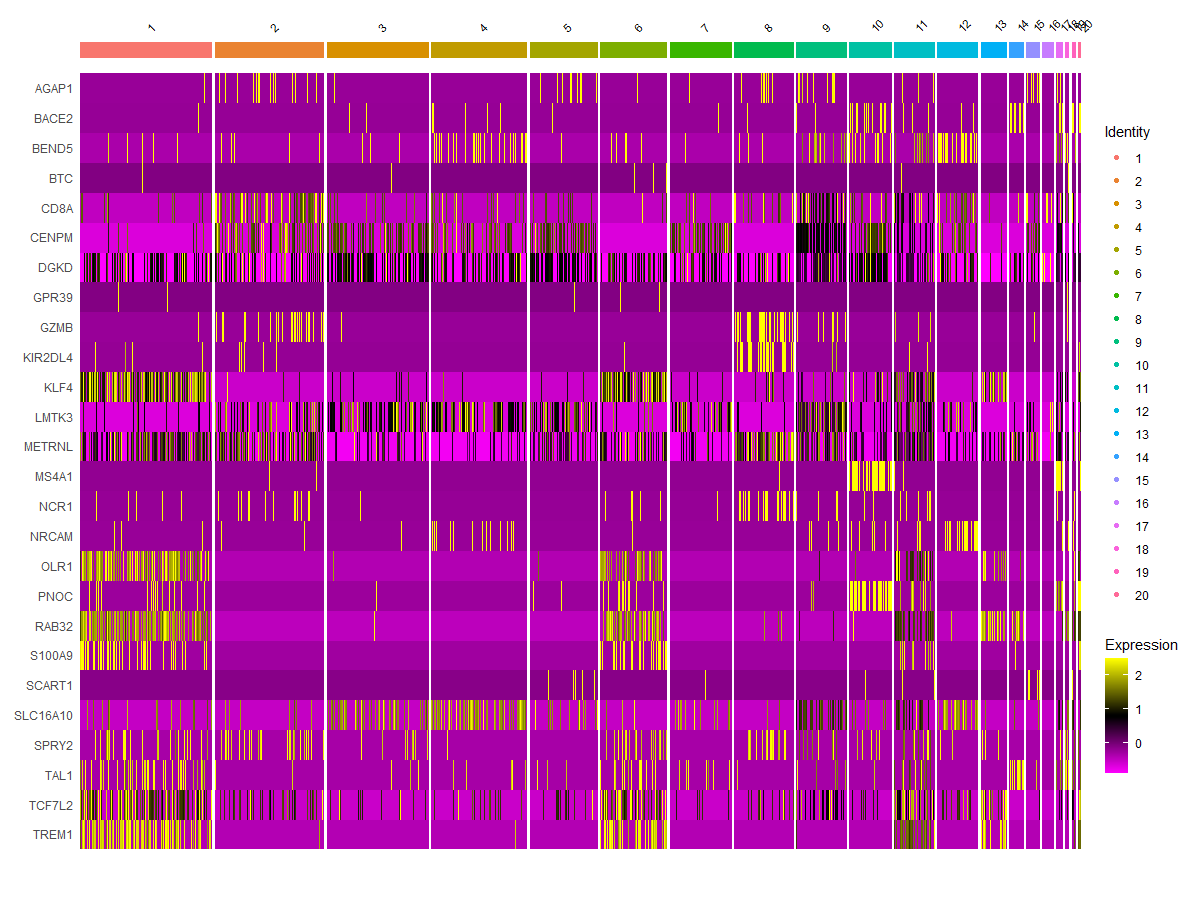 1 2 3 4 5 6 7 8 9 10 11 12 13 14 15 16 17 18 19 20
AGAP1
BACE2
BEND5
BTC
CD8A
CENPM
DGKD
GPR39
GZMB
KIR2DL4
KLF4
LMTK3
METRNL
MS4A1
NCR1
NRCAM
OLR1
PNOC
RAB32
S100A9
SCART1
SLC16A10
SPRY2
TAL1
TCF7L2
TREM1
Identity
1
2
3
4
5
6
7
8
9
10
11
12
13
14
15
16
17
18
19
20
Expression
2
1
0